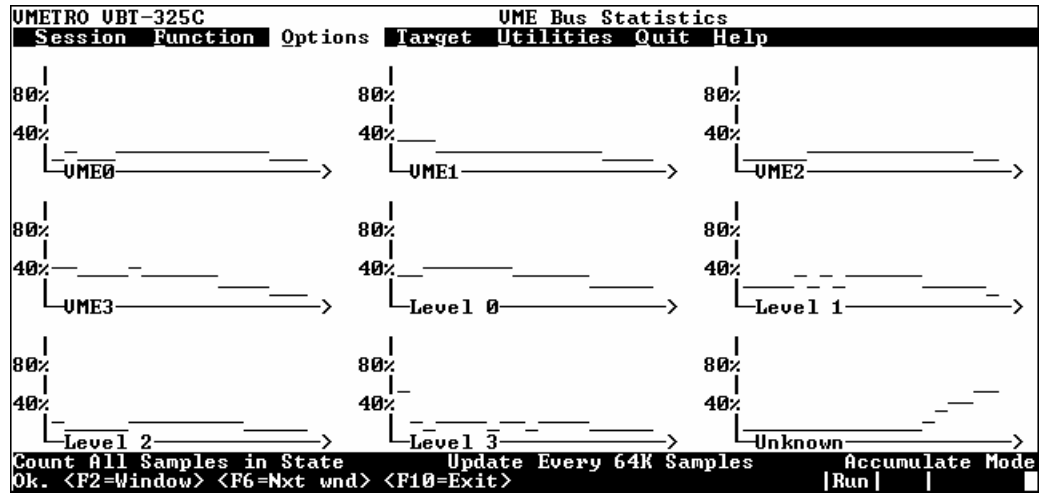 VMETRO VBT-325C VME Bus Statistics
Session Function Options Target Utilities Quit Help
80% 80% 80%
40% 40% 40%
VME0 VME1 VME2
80% 80% 80%
40% 40% 40%
VME3 Level 0 Level 1
80% 80% 80%
40% 40% 40%
Level 2 Level 3 Unknown
Count All Samples in State Update Every 64K Samples Accumulate Mode
Ok. <F2=Window> <F6=Nxt wnd> <F10=Exit> |Run| |